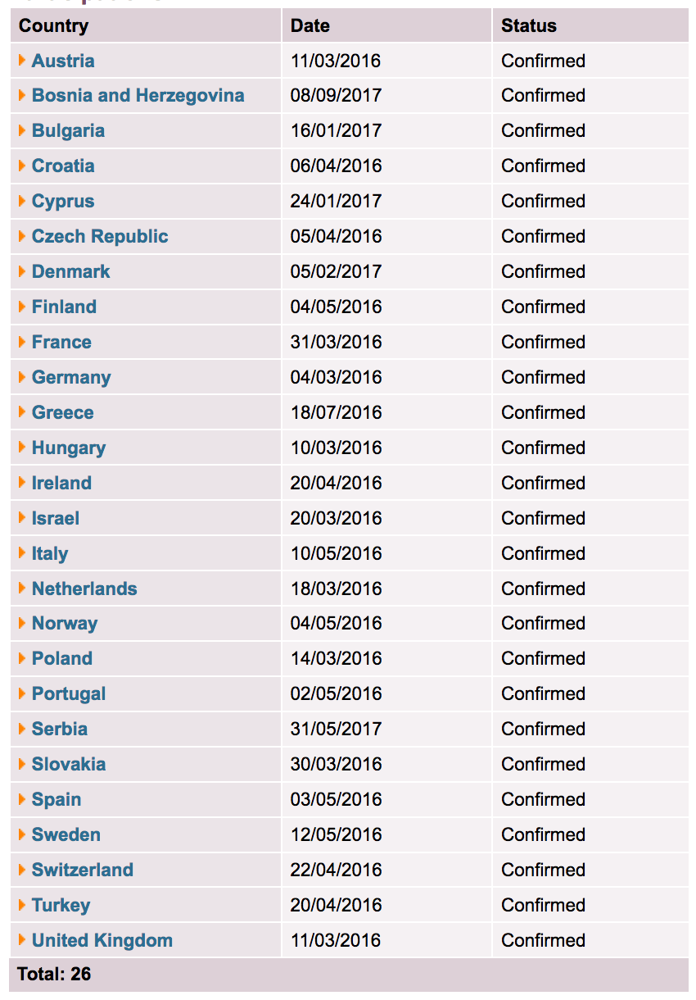 Country Date Status
Austria 11/03/2016 Confirmed
Bosnia and Herzegovina 08/09/2017 Confirmed
Bulgaria 16/01/2017 Confirmed
Croatia 06/04/2016 Confirmed
Cyprus 24/01/2017 Confirmed
Czech Republic 05/04/2016 Confirmed
Denmark 05/02/2017 Confirmed
Finland 04/05/2016 Confirmed
France 31/03/2016 Confirmed
Germany 04/03/2016 Confirmed
Greece 18/07/2016 Confirmed
Hungary 10/03/2016 Confirmed
Ireland 20/04/2016 Confirmed
Israel 20/03/2016 Confirmed
Italy 10/05/2016 Confirmed
Netherlands 18/03/2016 Confirmed
Norway 04/05/2016 Confirmed
Poland 14/03/2016 Confirmed
Portugal 02/05/2016 Confirmed
Serbia 31/05/2017 Confirmed
Slovakia 30/03/2016 Confirmed
Spain 03/05/2016 Confirmed
Sweden 12/05/2016 Confirmed
Switzerland 22/04/2016 Confirmed
Turkey 20/04/2016 Confirmed
United Kingdom 11/03/2016 Confirmed
Total: 26